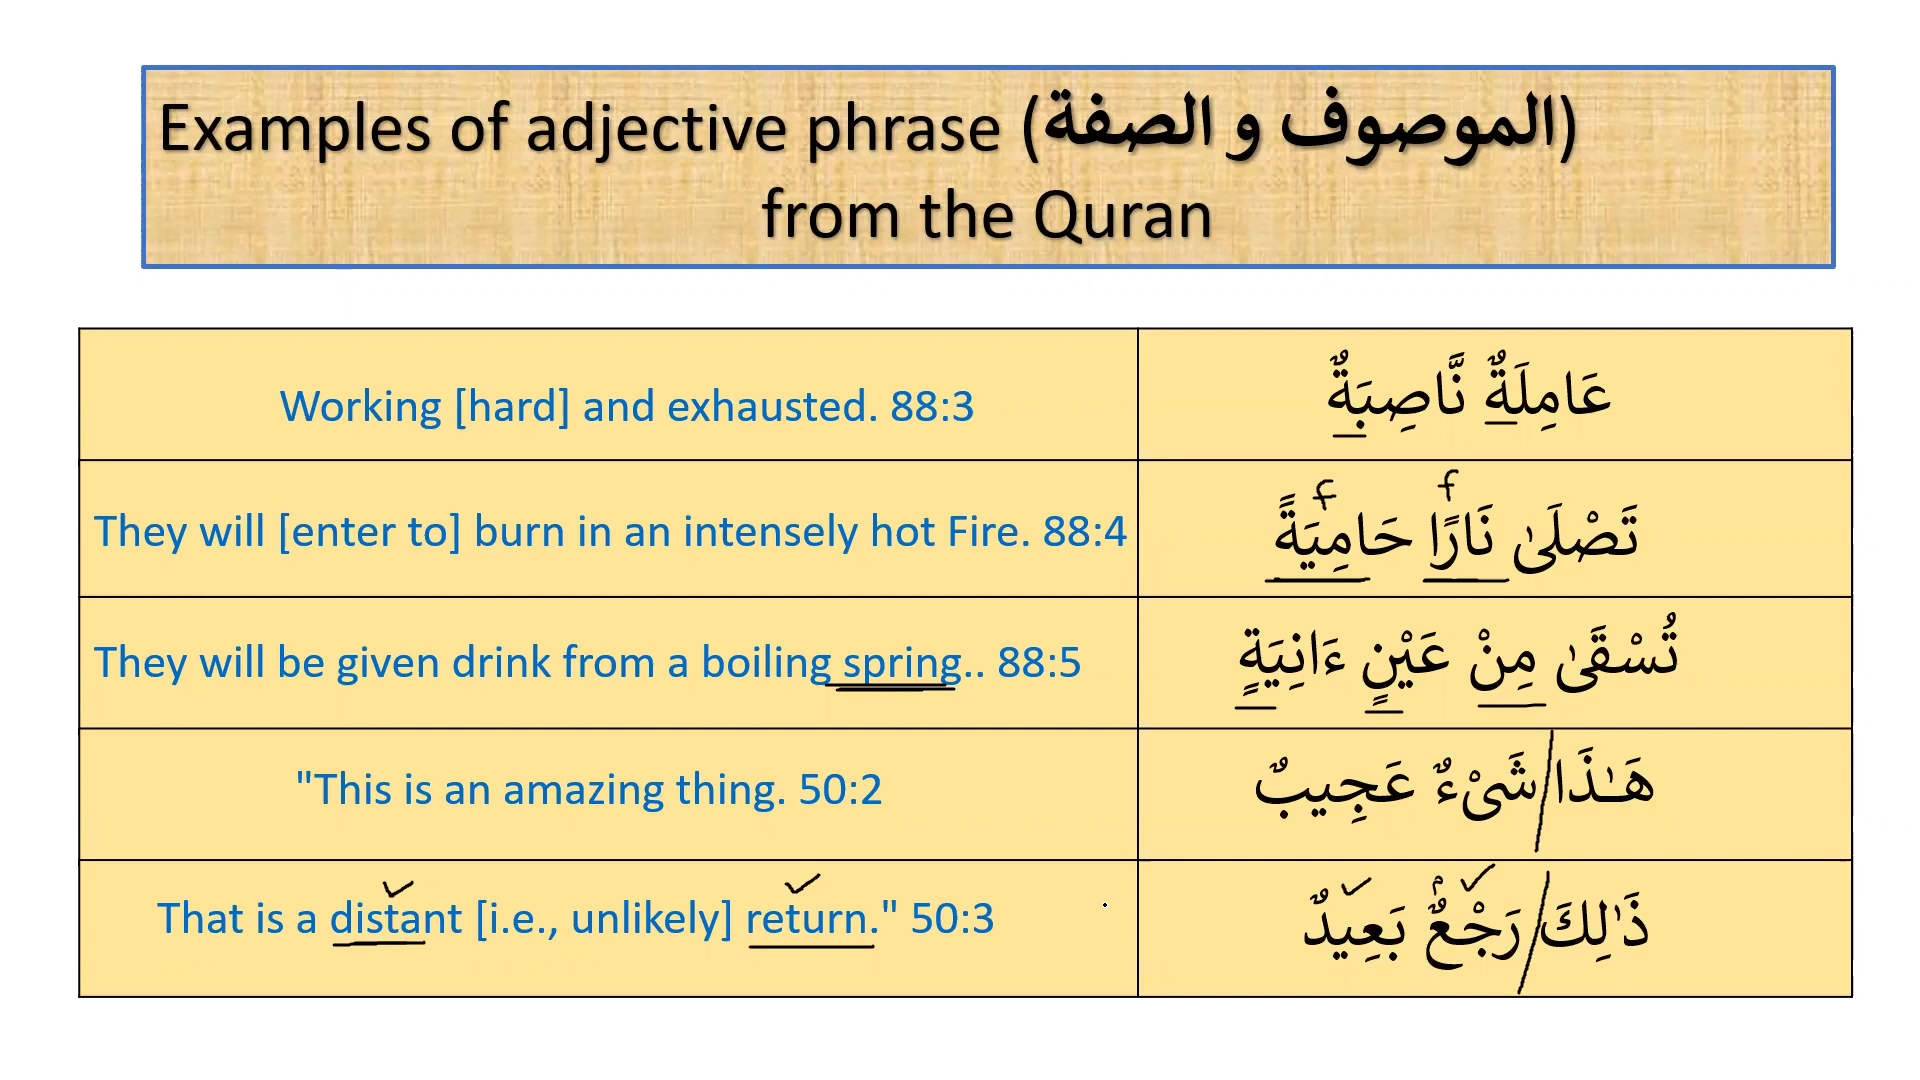 Examples of adjective phrase (الموصوف و الصفة)
from the Quran
Working [hard] and exhausted. 88:3
عَامِلَةٌ نَّاصِبَةٌ
f f
They will [enter to] burn in an intensely hot Fire. 88:4
تَصْلَىٰ نَارًا حَامِيَةً
They will be given drink from a boiling spring.. 88:5
تُسْقَىٰ مِنْ عَيْنٍ ءَانِيَةٍ
"This is an amazing thing. 50:2
هَـٰذَا شَىْءٌ عَجِيبٌ
That is a distant [i.e., unlikely] return." 50:3
ذَٰلِكَ رَجْعٌۢ بَعِيدٌ